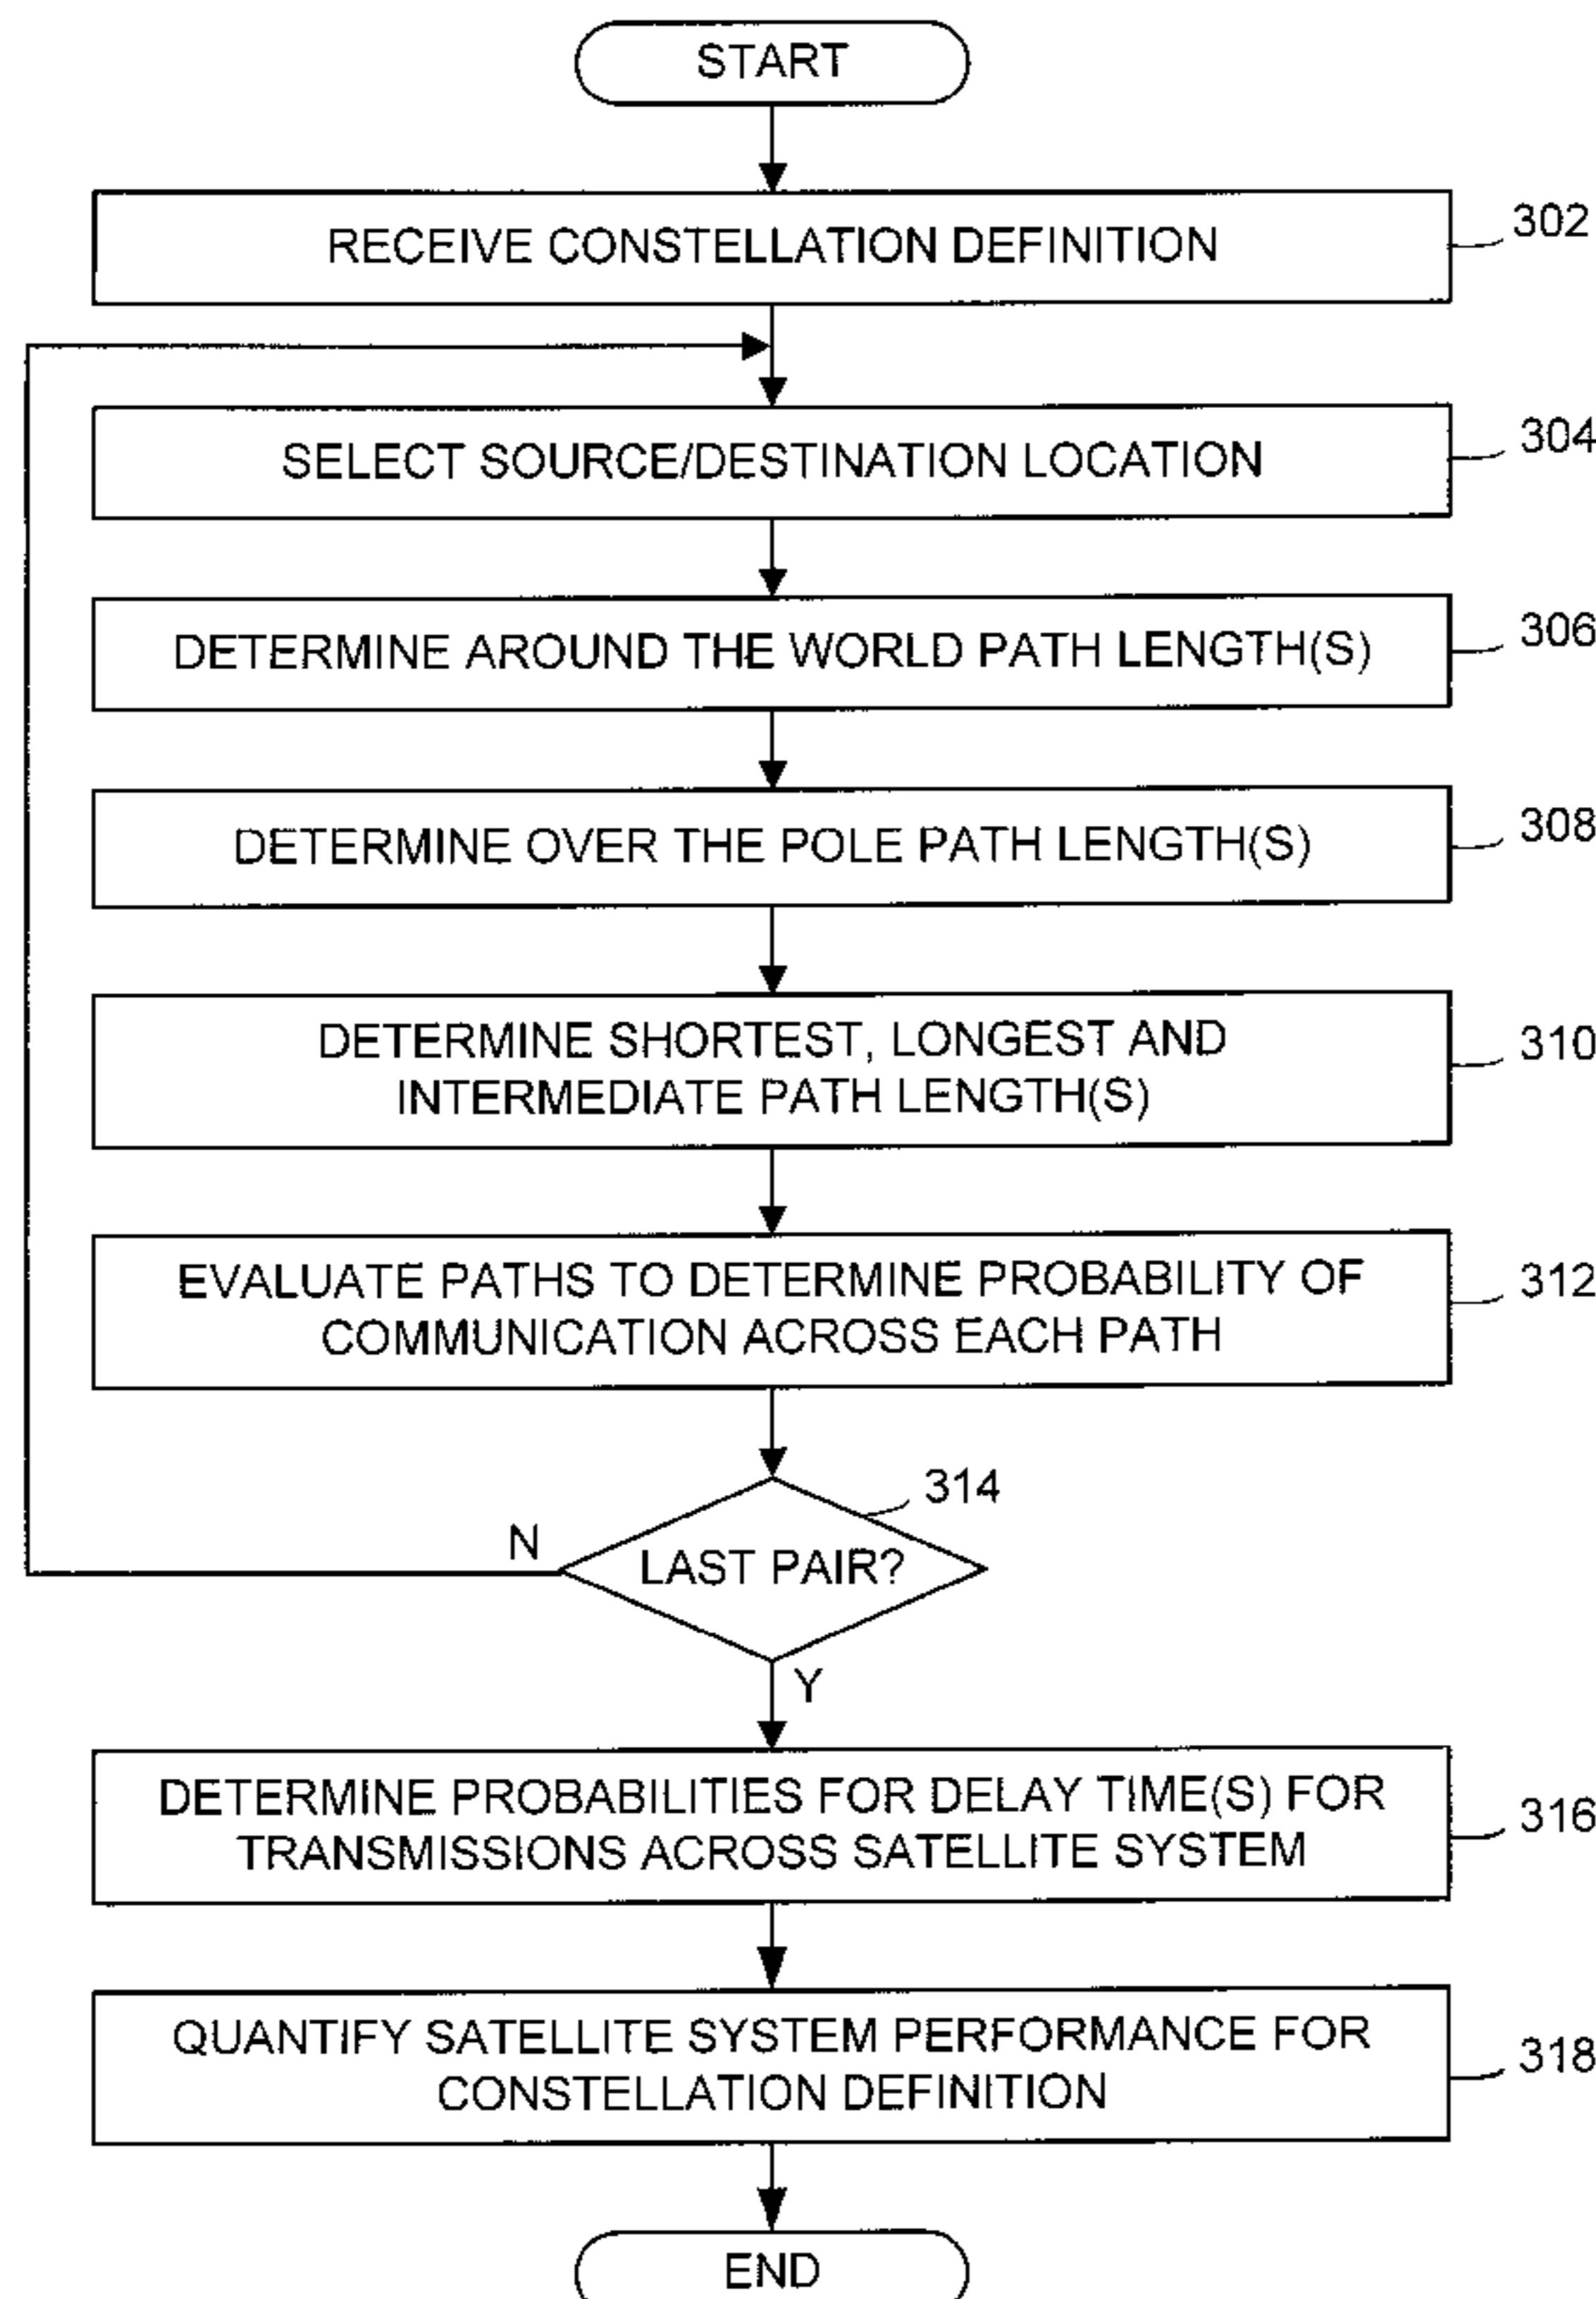 START
RECEIVE CONSTELLATION DEFINITION
302
SELECT SOURCE/DESTINATION LOCATION
304
DETERMINE AROUND THE WORLD PATH LENGTH(S)
306
DETERMINE OVER THE POLE PATH LENGTH(S)
308
DETERMINE SHORTEST, LONGEST AND
INTERMEDIATE PATH LENGTH(S)
310
EVALUATE PATHS TO DETERMINE PROBABILITY OF
COMMUNICATION ACROSS EACH PATH
312
314
N
LAST PAIR?
Y
DETERMINE PROBABILITIES FOR DELAY TIME(S) FOR
TRANSMISSIONS ACROSS SATELLITE SYSTEM
316
QUANTIFY SATELLITE SYSTEM PERFORMANCE FOR
CONSTELLATION DEFINITION
318
END